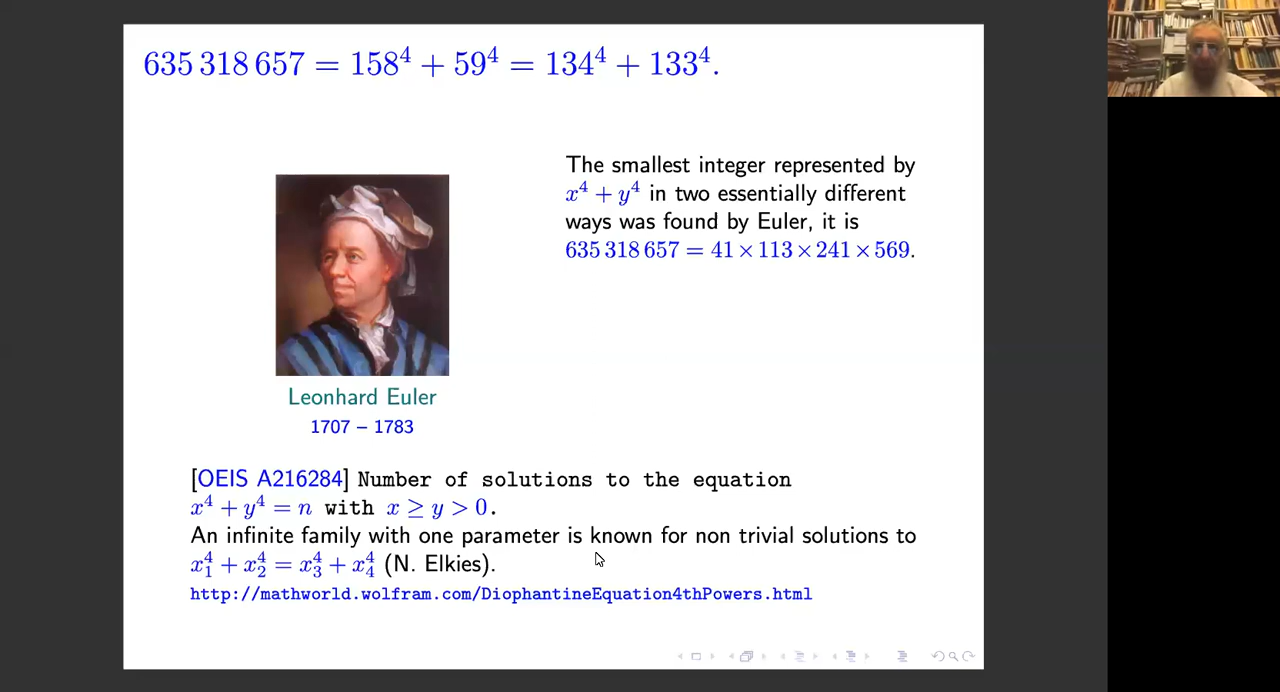 635 318 657 = 158⁴ + 59⁴ = 134⁴ + 133⁴.
The smallest integer represented by
x⁴ + y⁴ in two essentially different
ways was found by Euler, it is
635 318 657 = 41 × 113 × 241 × 569.
Leonhard Euler
1707 – 1783
[OEIS A216284] Number of solutions to the equation
x⁴ + y⁴ = n with x ≥ y > 0.
An infinite family with one parameter is known for non trivial solutions to
x₁⁴ + x₂⁴ = x₃⁴ + x₄⁴ (N. Elkies).
http://mathworld.wolfram.com/DiophantineEquation4thPowers.html